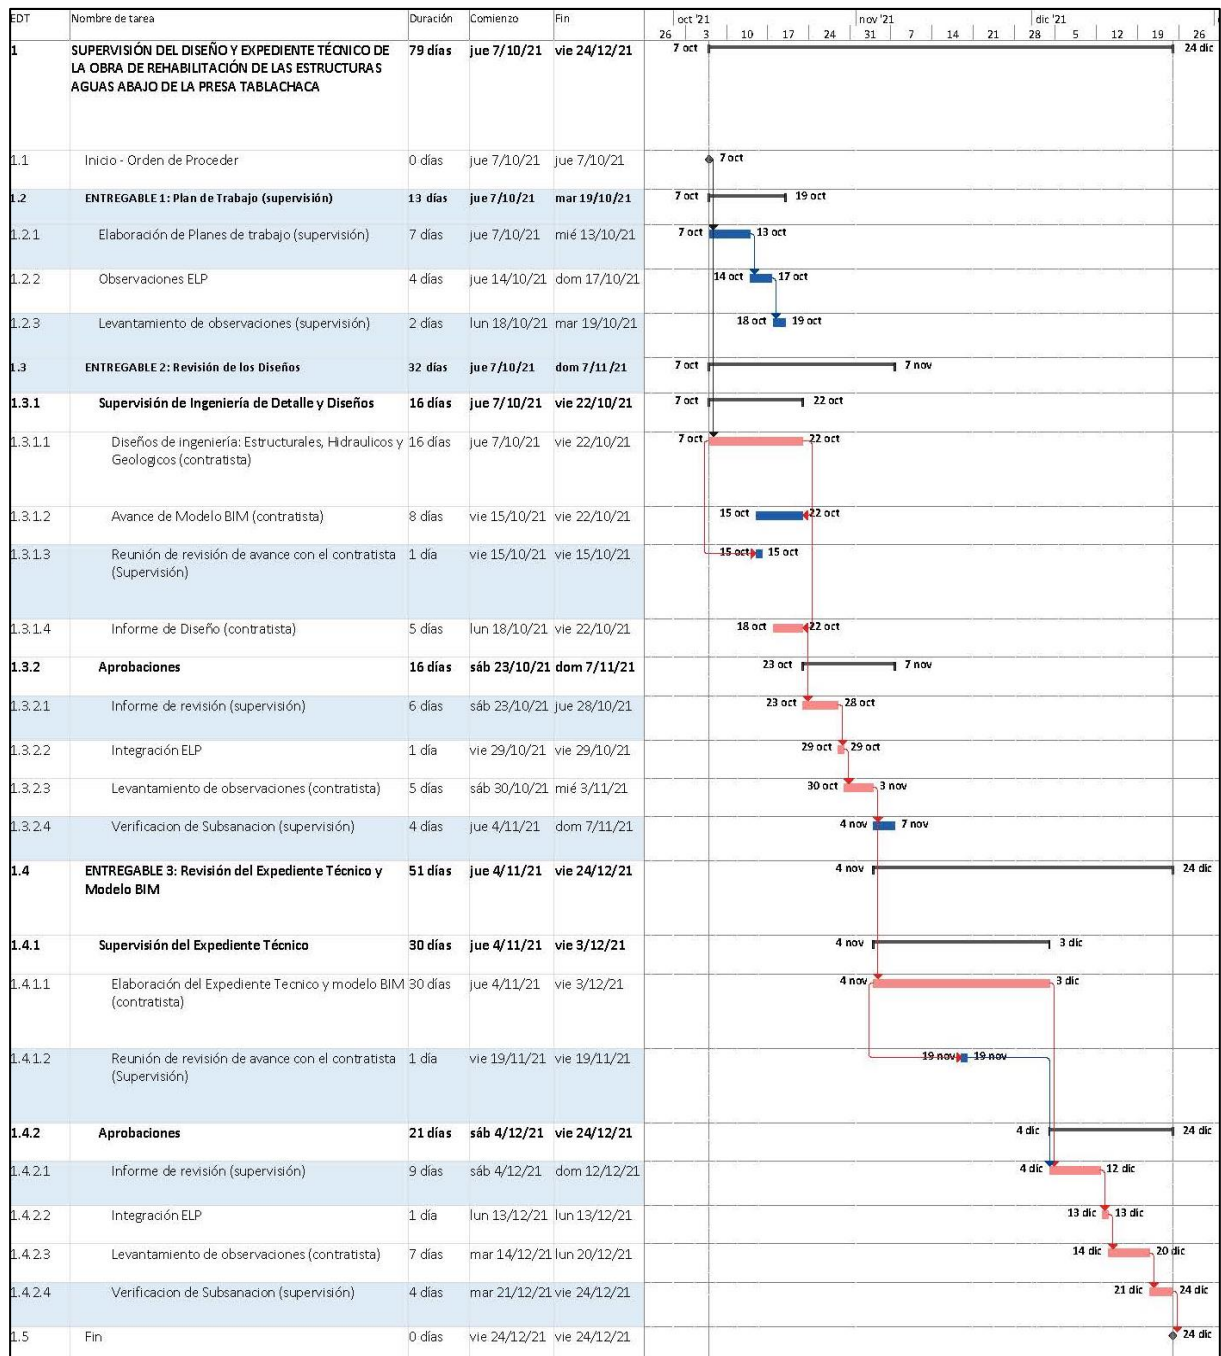 EDT Nombre de tarea Duración Comienzo Fin oct '21 nov '21 dic '21
26 3 10 17 24 31 7 14 21 28 5 12 19 26
1 SUPERVISIÓN DEL DISEÑO Y EXPEDIENTE TÉCNICO DE 79 días jue 7/10/21 vie 24/12/21 7 oct 24 dic
LA OBRA DE REHABILITACIÓN DE LAS ESTRUCTURAS
AGUAS ABAJO DE LA PRESA TABLACHACA
1.1 Inicio - Orden de Proceder 0 días jue 7/10/21 jue 7/10/21 7 oct
1.2 ENTREGABLE 1: Plan de Trabajo (supervisión) 13 días jue 7/10/21 mar 19/10/21 7 oct 19 oct
1.2.1 Elaboración de Planes de trabajo (supervisión) 7 días jue 7/10/21 mié 13/10/21 7 oct 13 oct
1.2.2 Observaciones ELP 4 días jue 14/10/21 dom 17/10/21 14 oct 17 oct
1.2.3 Levantamiento de observaciones (supervisión) 2 días lun 18/10/21 mar 19/10/21 18 oct 19 oct
1.3 ENTREGABLE 2: Revisión de los Diseños 32 días jue 7/10/21 dom 7/11/21 7 oct 7 nov
1.3.1 Supervisión de Ingeniería de Detalle y Diseños 16 días jue 7/10/21 vie 22/10/21 7 oct 22 oct
1.3.1.1 Diseños de ingeniería: Estructurales, Hidraulicos y 16 días jue 7/10/21 vie 22/10/21 7 oct 22 oct
Geologicos (contratista)
1.3.1.2 Avance de Modelo BIM (contratista) 8 días vie 15/10/21 vie 22/10/21 15 oct 22 oct
1.3.1.3 Reunión de revisión de avance con el contratista 1 día vie 15/10/21 vie 15/10/21 15 oct 15 oct
(Supervisión)
1.3.1.4 Informe de Diseño (contratista) 5 días lun 18/10/21 vie 22/10/21 18 oct 22 oct
1.3.2 Aprobaciones 16 días sáb 23/10/21 dom 7/11/21 23 oct 7 nov
1.3.2.1 Informe de revisión (supervisión) 6 días sáb 23/10/21 jue 28/10/21 23 oct 28 oct
1.3.2.2 Integración ELP 1 día vie 29/10/21 vie 29/10/21 29 oct 29 oct
1.3.2.3 Levantamiento de observaciones (contratista) 5 días sáb 30/10/21 mié 3/11/21 30 oct 3 nov
1.3.2.4 Verificacion de Subsanacion (supervisión) 4 días jue 4/11/21 dom 7/11/21 4 nov 7 nov
1.4 ENTREGABLE 3: Revisión del Expediente Técnico y 51 días jue 4/11/21 vie 24/12/21 4 nov 24 dic
Modelo BIM
1.4.1 Supervisión del Expediente Técnico 30 días jue 4/11/21 vie 3/12/21 4 nov 3 dic
1.4.1.1 Elaboración del Expediente Tecnico y modelo BIM 30 días jue 4/11/21 vie 3/12/21 4 nov 3 dic
(contratista)
1.4.1.2 Reunión de revisión de avance con el contratista 1 día vie 19/11/21 vie 19/11/21 19 nov 19 nov
(Supervisión)
1.4.2 Aprobaciones 21 días sáb 4/12/21 vie 24/12/21 4 dic 24 dic
1.4.2.1 Informe de revisión (supervisión) 9 días sáb 4/12/21 dom 12/12/21 4 dic 12 dic
1.4.2.2 Integración ELP 1 día lun 13/12/21 lun 13/12/21 13 dic 13 dic
1.4.2.3 Levantamiento de observaciones (contratista) 7 días mar 14/12/21 lun 20/12/21 14 dic 20 dic
1.4.2.4 Verificacion de Subsanacion (supervisión) 4 días mar 21/12/21 vie 24/12/21 21 dic 24 dic
1.5 Fin 0 días vie 24/12/21 vie 24/12/21 24 dic